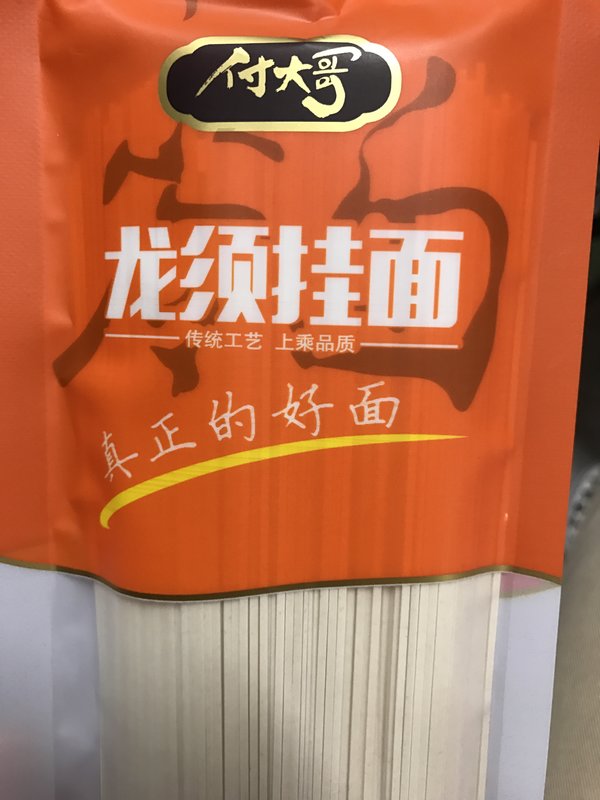 付大哥
龙须挂面
传统工艺 上乘品质
真正的好面